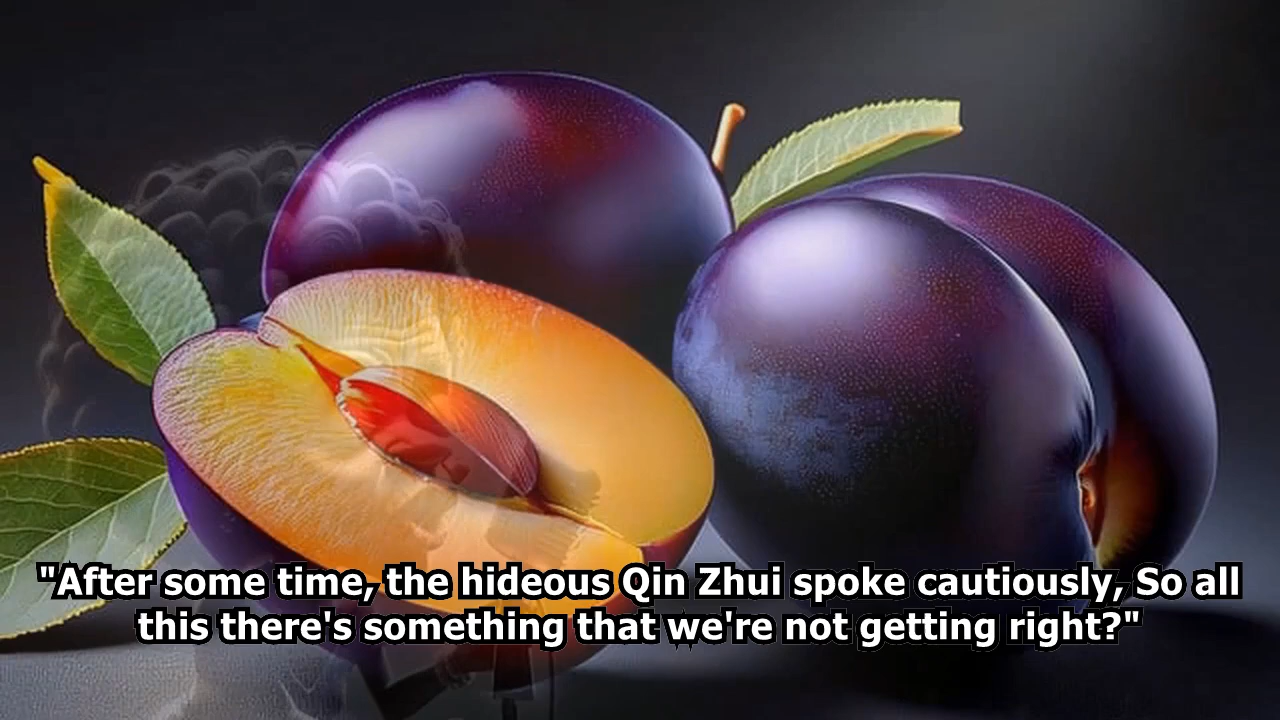 "After some time, the hideous Qin Zhui spoke cautiously, So all
this there's something that we're not getting right?"